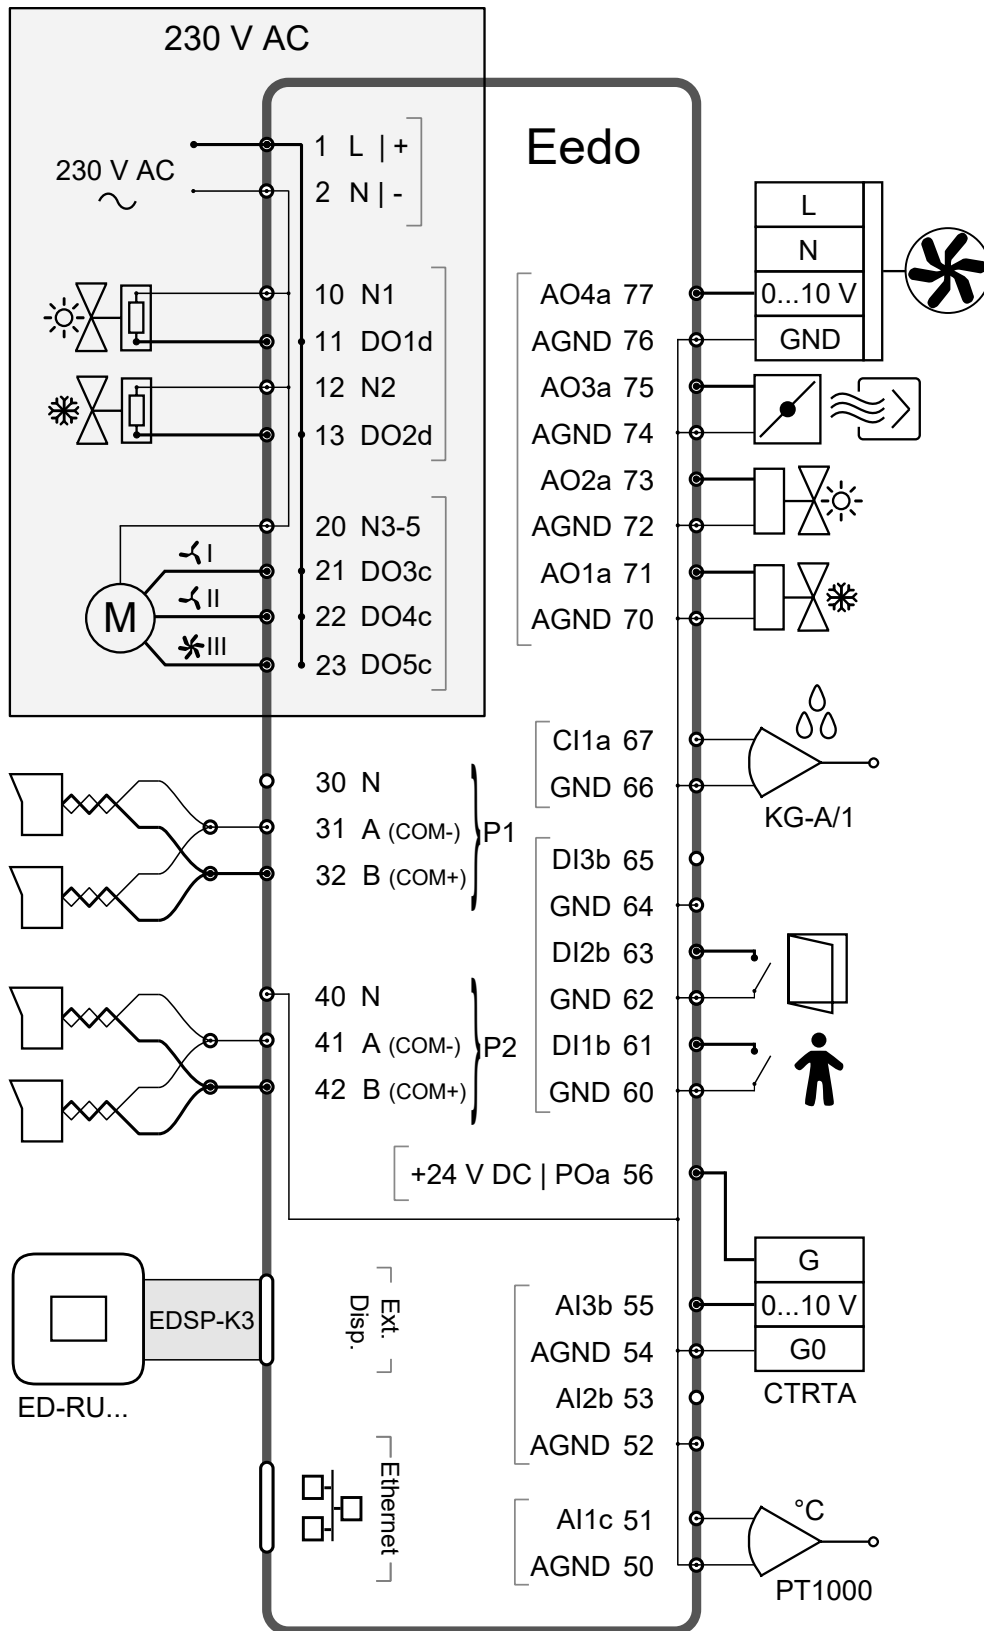 230 V AC
Eedo
230 V AC
1 L | +
2 N | -
10 N1
11 DO1d
12 N2
13 DO2d
20 N3-5
21 DO3c
22 DO4c
23 DO5c
I
II
III
M
30 N
31 A (COM-)
32 B (COM+)
P1
40 N
41 A (COM-)
42 B (COM+)
P2
EDSP-K3
ED-RU...
Ext.
Disp.
Ethernet
AO4a 77
AGND 76
AO3a 75
AGND 74
AO2a 73
AGND 72
AO1a 71
AGND 70
CI1a 67
GND 66
DI3b 65
GND 64
DI2b 63
GND 62
DI1b 61
GND 60
+24 V DC | POa 56
AI3b 55
AGND 54
AI2b 53
AGND 52
AI1c 51
AGND 50
L
N
0...10 V
GND
KG-A/1
G
0...10 V
G0
CTRTA
°C
PT1000